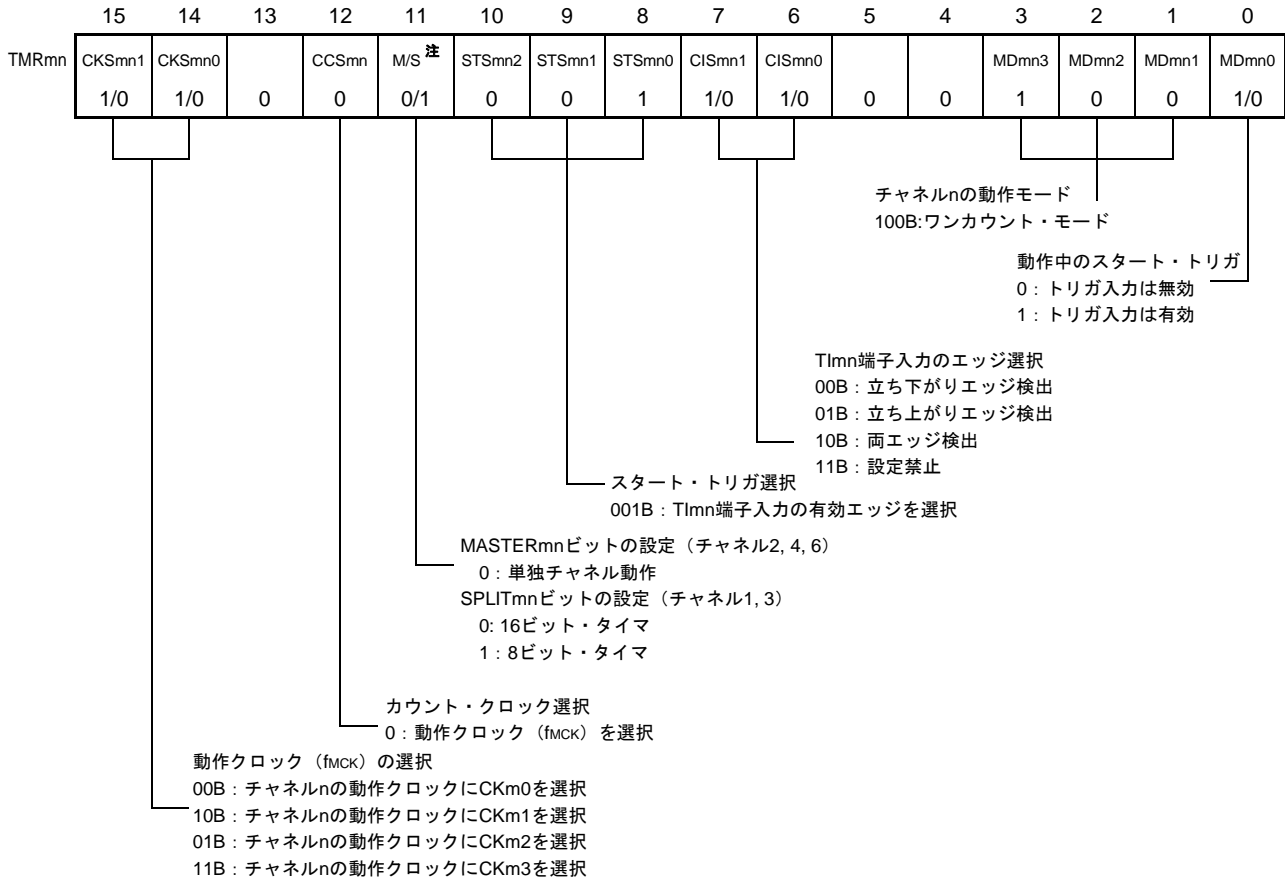 15 14 13 12 11 10 9 8 7 6 5 4 3 2 1 0
TMRmn CKSmn1 CKSmn0 CCSmn M/S 注 STSmn2 STSmn1 STSmn0 CISmn1 CISmn0 MDmn3 MDmn2 MDmn1 MDmn0
1/0 1/0 0 0 0/1 0 0 1 1/0 1/0 0 0 1 0 0 1/0
チャネルnの動作モード
100B:ワンカウント・モード
動作中のスタート・トリガ
0：トリガ入力は無効
1：トリガ入力は有効
TImn端子入力のエッジ選択
00B：立ち下がりエッジ検出
01B：立ち上がりエッジ検出
10B：両エッジ検出
11B：設定禁止
スタート・トリガ選択
001B：TImn端子入力の有効エッジを選択
MASTERmnビットの設定（チャネル2, 4, 6）
0：単独チャネル動作
SPLITmnビットの設定（チャネル1, 3）
0: 16ビット・タイマ
1：8ビット・タイマ
カウント・クロック選択
0：動作クロック（fMCK）を選択
動作クロック（fMCK）の選択
00B：チャネルnの動作クロックにCKm0を選択
10B：チャネルnの動作クロックにCKm1を選択
01B：チャネルnの動作クロックにCKm2を選択
11B：チャネルnの動作クロックにCKm3を選択